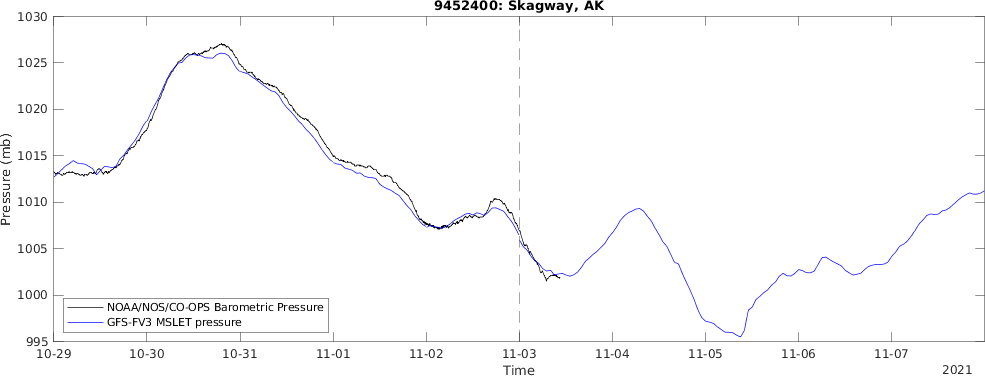 9452400: Skagway, AK
Pressure (mb)
1030
1025
1020
1015
1010
1005
1000
995
NOAA/NOS/CO-OPS Barometric Pressure
GFS-FV3 MSLET pressure
10-29 10-30 10-31 11-01 11-02 11-03 11-04 11-05 11-06 11-07
Time
2021